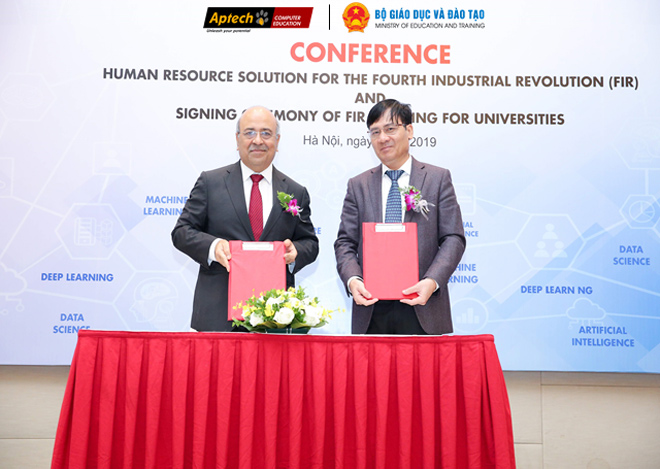 Aptech COMPUTER EDUCATION
Unleash your potential
BỘ GIÁO DỤC VÀ ĐÀO TẠO
MINISTRY OF EDUCATION AND TRAINING
CONFERENCE
HUMAN RESOURCE SOLUTION FOR THE FOURTH INDUSTRIAL REVOLUTION (FIR)
AND
SIGNING OF FIR FOR UNIVERSITIES
Hà Nội, ngày 2019
MACHINE
LEARNING
DEEP LEARNING
DATA
SCIENCE
DATA
SCIENCE
DEEP LEARN NG
ARTIFICIAL
INTELLIGENCE